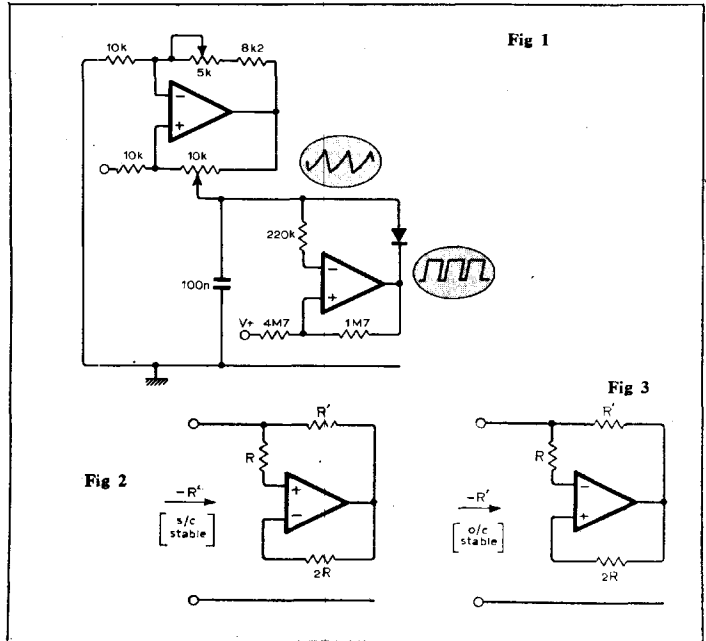 Fig 1
10k
5k
8k2
−
+
10k
10k
220k
−
+
100n
V+
4M7
1M7
Fig 3
Fig 2
R'
R
+
−
−R'
[ s/c
stable ]
2R
R'
R
−
+
−R'
[ o/c
stable ]
2R